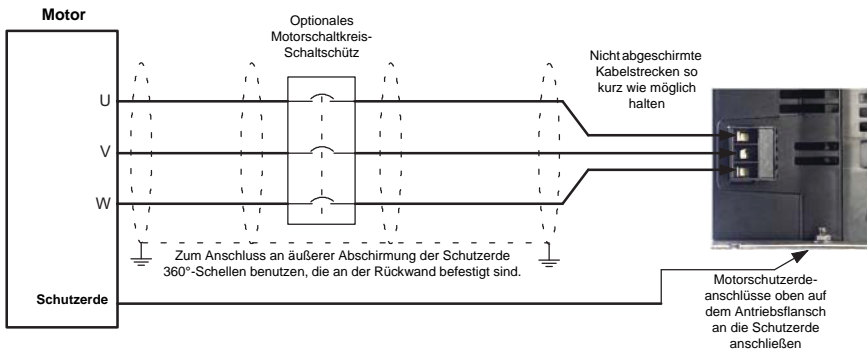 Motor
Optionales
Motorschaltkreis-
Schaltschütz
Nicht abgeschirmte
Kabelstrecken so
kurz wie möglich
halten
U
V
W
Zum Anschluss an äußerer Abschirmung der Schutzerde
360°-Schellen benutzen, die an der Rückwand befestigt sind.
Schutzerde
Motorschutzerde-
anschlüsse oben auf
dem Antriebsflansch
an die Schutzerde
anschließen